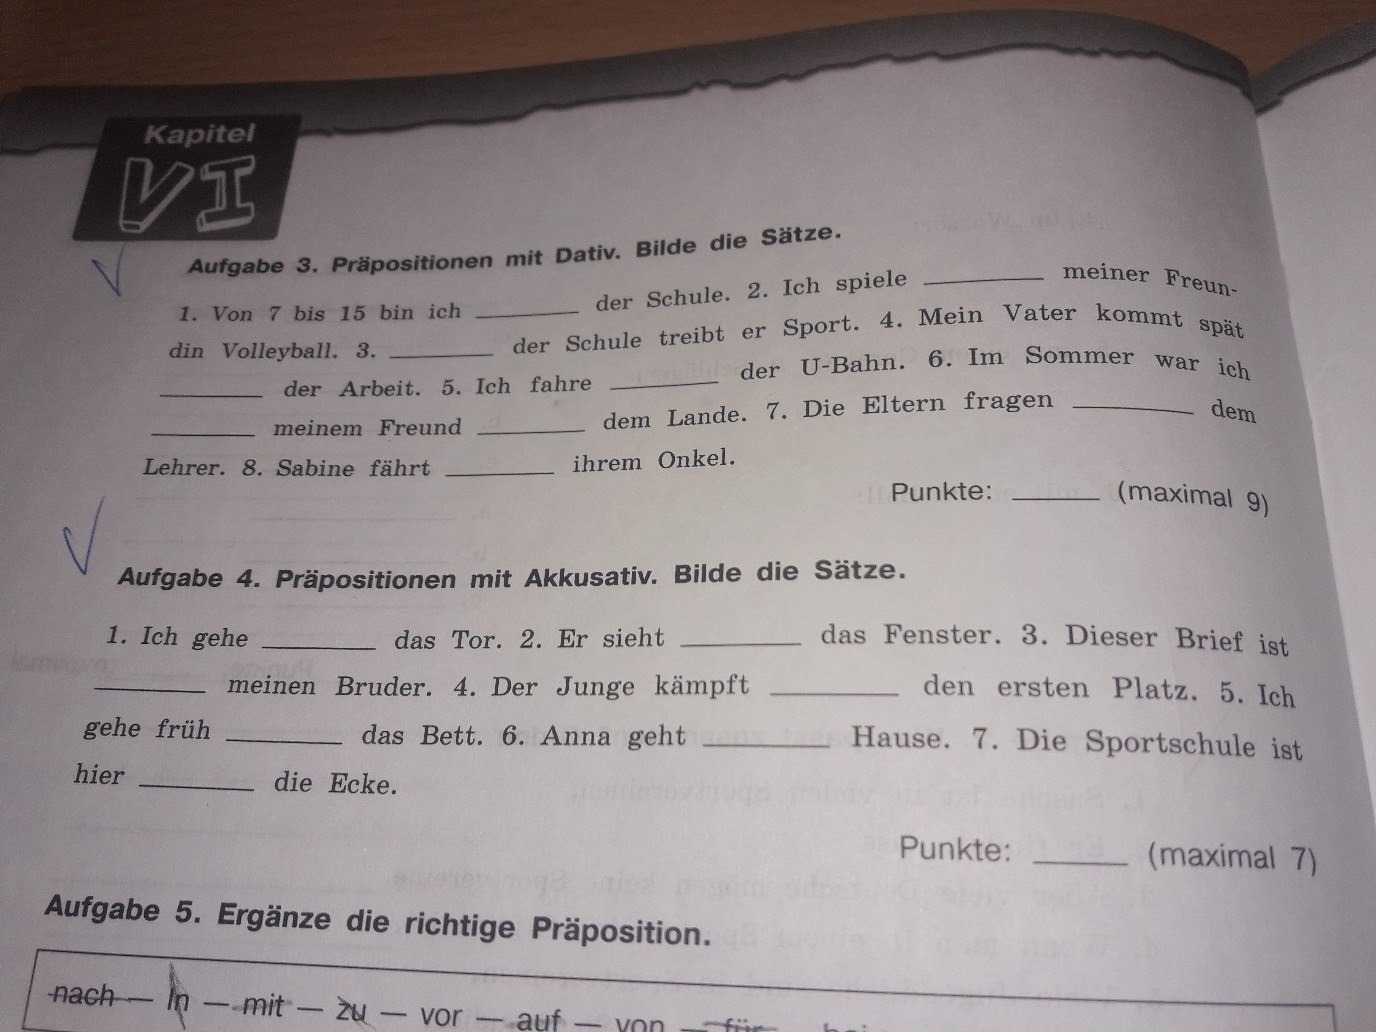 Kapitel
VI
Aufgabe 3. Präpositionen mit Dativ. Bilde die Sätze.
1. Von 7 bis 15 bin ich ________ der Schule. 2. Ich spiele ________ meiner Freun-
din Volleyball. 3. ________ der Schule treibt er Sport. 4. Mein Vater kommt spät
________ der Arbeit. 5. Ich fahre ________ der U-Bahn. 6. Im Sommer war ich
________ meinem Freund ________ dem Lande. 7. Die Eltern fragen ________ dem
Lehrer. 8. Sabine fährt ________ ihrem Onkel.
Punkte: ________ (maximal 9)
Aufgabe 4. Präpositionen mit Akkusativ. Bilde die Sätze.
1. Ich gehe ________ das Tor. 2. Er sieht ________ das Fenster. 3. Dieser Brief ist
________ meinen Bruder. 4. Der Junge kämpft ________ den ersten Platz. 5. Ich
gehe früh ________ das Bett. 6. Anna geht ________ Hause. 7. Die Sportschule ist
hier ________ die Ecke.
Punkte: ________ (maximal 7)
Aufgabe 5. Ergänze die richtige Präposition.
nach — in — mit — zu — vor — auf — von — für